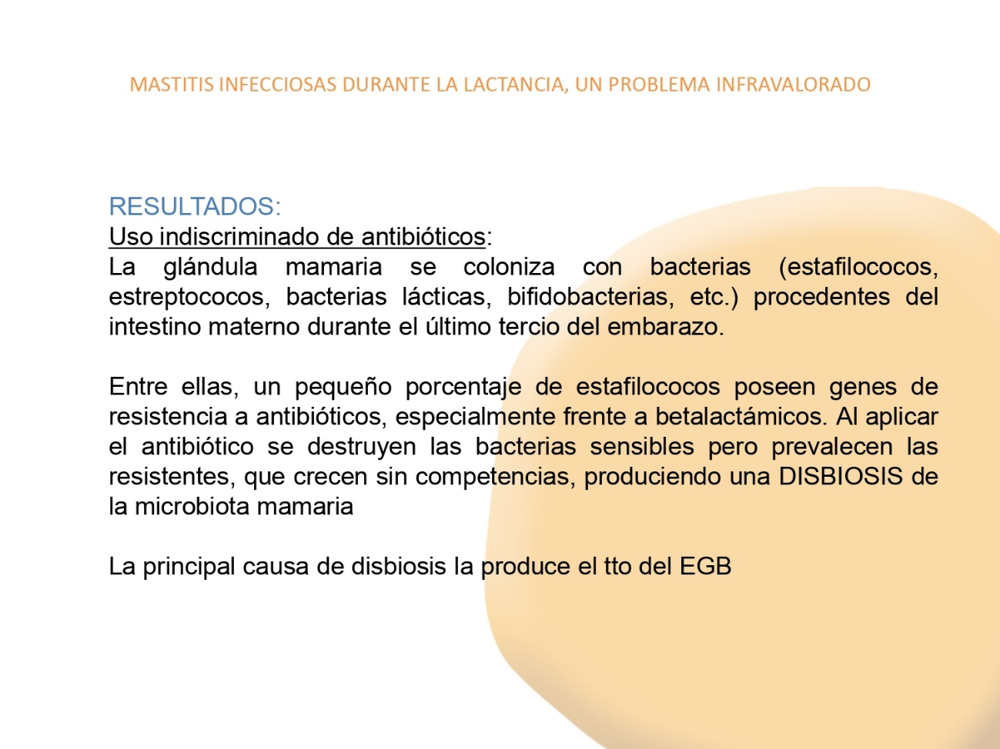 MASTITIS INFECCIOSAS DURANTE LA LACTANCIA, UN PROBLEMA INFRAVALORADO
RESULTADOS:
Uso indiscriminado de antibióticos:
La glándula mamaria se coloniza con bacterias (estafilococos,
estreptococos, bacterias lácticas, bifidobacterias, etc.) procedentes del
intestino materno durante el último tercio del embarazo.
Entre ellas, un pequeño porcentaje de estafilococos poseen genes de
resistencia a antibióticos, especialmente frente a betalactámicos. Al aplicar
el antibiótico se destruyen las bacterias sensibles pero prevalecen las
resistentes, que crecen sin competencias, produciendo una DISBIOSIS de
la microbiota mamaria
La principal causa de disbiosis la produce el tto del EGB